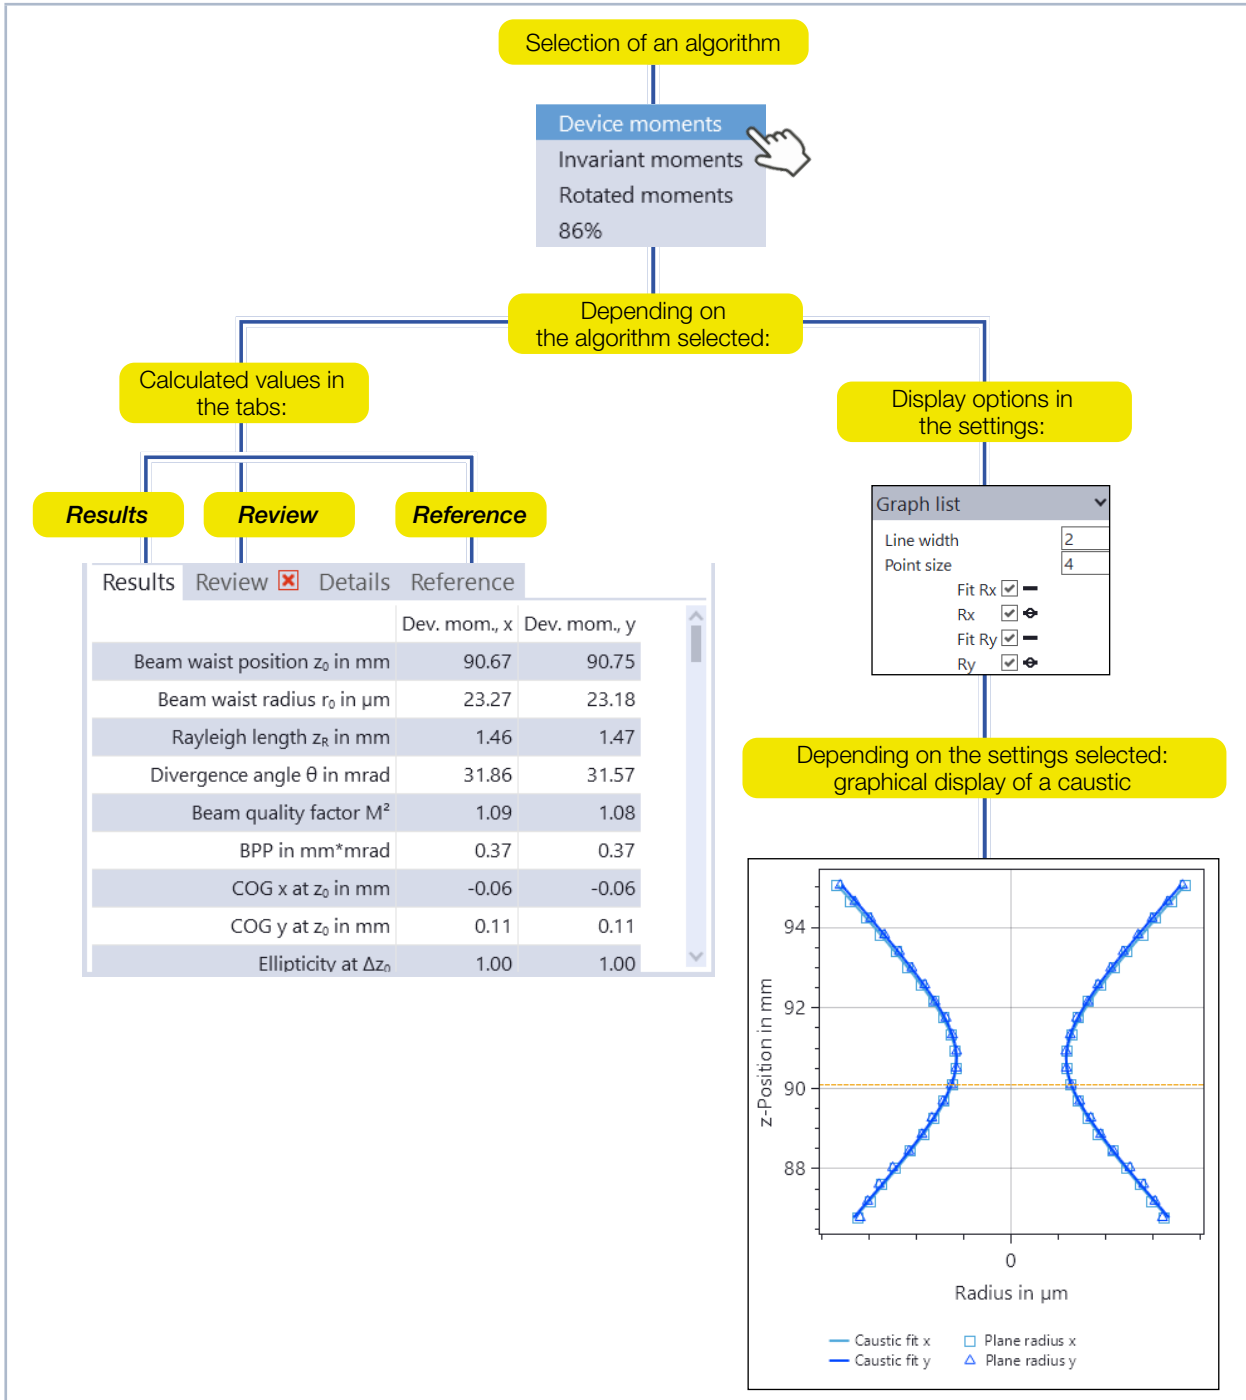 Selection of an algorithm
Device moments
Invariant moments
Rotated moments
86%
Depending on
the algorithm selected:
Calculated values in
the tabs:
Results Review Reference
Results Review Details Reference
Dev. mom., x Dev. mom., y
Beam waist position z₀ in mm 90.67 90.75
Beam waist radius r₀ in µm 23.27 23.18
Rayleigh length zR in mm 1.46 1.47
Divergence angle θ in mrad 31.86 31.57
Beam quality factor M² 1.09 1.08
BPP in mm*mrad 0.37 0.37
COG x at z₀ in mm -0.06 -0.06
COG y at z₀ in mm 0.11 0.11
Ellipticity at Δz₀ 1.00 1.00
Display options in
the settings:
Graph list
Line width 2
Point size 4
Fit Rx
Rx
Fit Ry
Ry
Depending on the settings selected:
graphical display of a caustic
z-Position in mm
94
92
90
88
0
Radius in µm
Caustic fit x Plane radius x
Caustic fit y Plane radius y